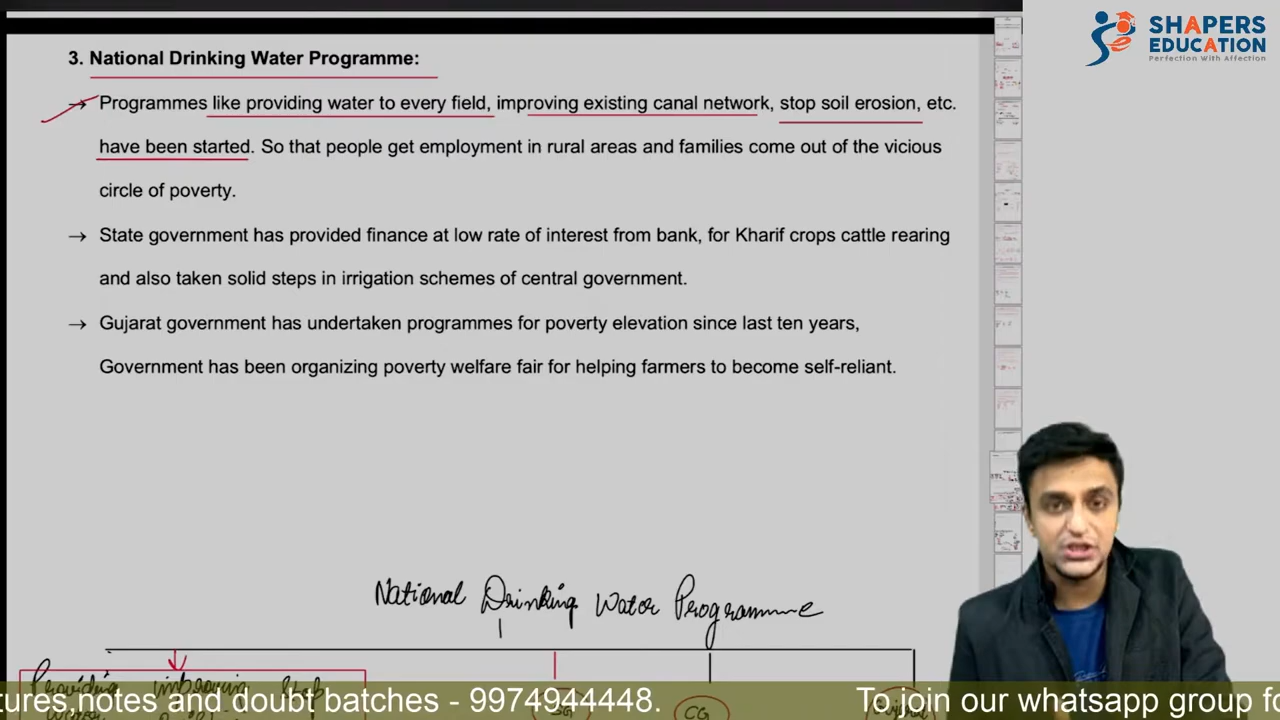 SHAPERS
EDUCATION
Perfection With Affection
3. National Drinking Water Programme:
→ Programmes like providing water to every field, improving existing canal network, stop soil erosion, etc.
have been started. So that people get employment in rural areas and families come out of the vicious
circle of poverty.
→ State government has provided finance at low rate of interest from bank, for Kharif crops cattle rearing
and also taken solid steps in irrigation schemes of central government.
→ Gujarat government has undertaken programmes for poverty elevation since last ten years,
Government has been organizing poverty welfare fair for helping farmers to become self-reliant.
National Drinking Water Programme
Providing improving stop
tures,notes and doubt batches - 9974944448. To join our whatsapp group fo
SG CG